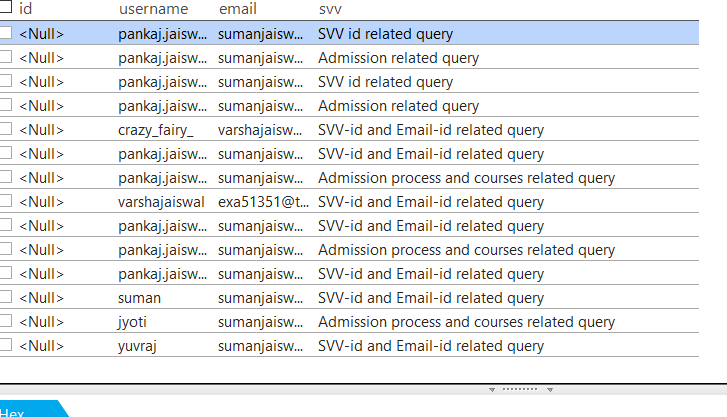 id username email svv
<Null> pankaj.jaisw... sumanjaisw... SVV id related query
<Null> pankaj.jaisw... sumanjaisw... Admission related query
<Null> pankaj.jaisw... sumanjaisw... SVV id related query
<Null> pankaj.jaisw... sumanjaisw... Admission related query
<Null> crazy_fairy_ varshajaisw... SVV-id and Email-id related query
<Null> pankaj.jaisw... sumanjaisw... SVV-id and Email-id related query
<Null> pankaj.jaisw... sumanjaisw... Admission process and courses related query
<Null> varshajaiswal exa51351@t... SVV-id and Email-id related query
<Null> pankaj.jaisw... sumanjaisw... SVV-id and Email-id related query
<Null> pankaj.jaisw... sumanjaisw... Admission process and courses related query
<Null> pankaj.jaisw... sumanjaisw... SVV-id and Email-id related query
<Null> suman sumanjaisw... SVV-id and Email-id related query
<Null> jyoti sumanjaisw... Admission process and courses related query
<Null> yuvraj sumanjaisw... SVV-id and Email-id related query
Hex